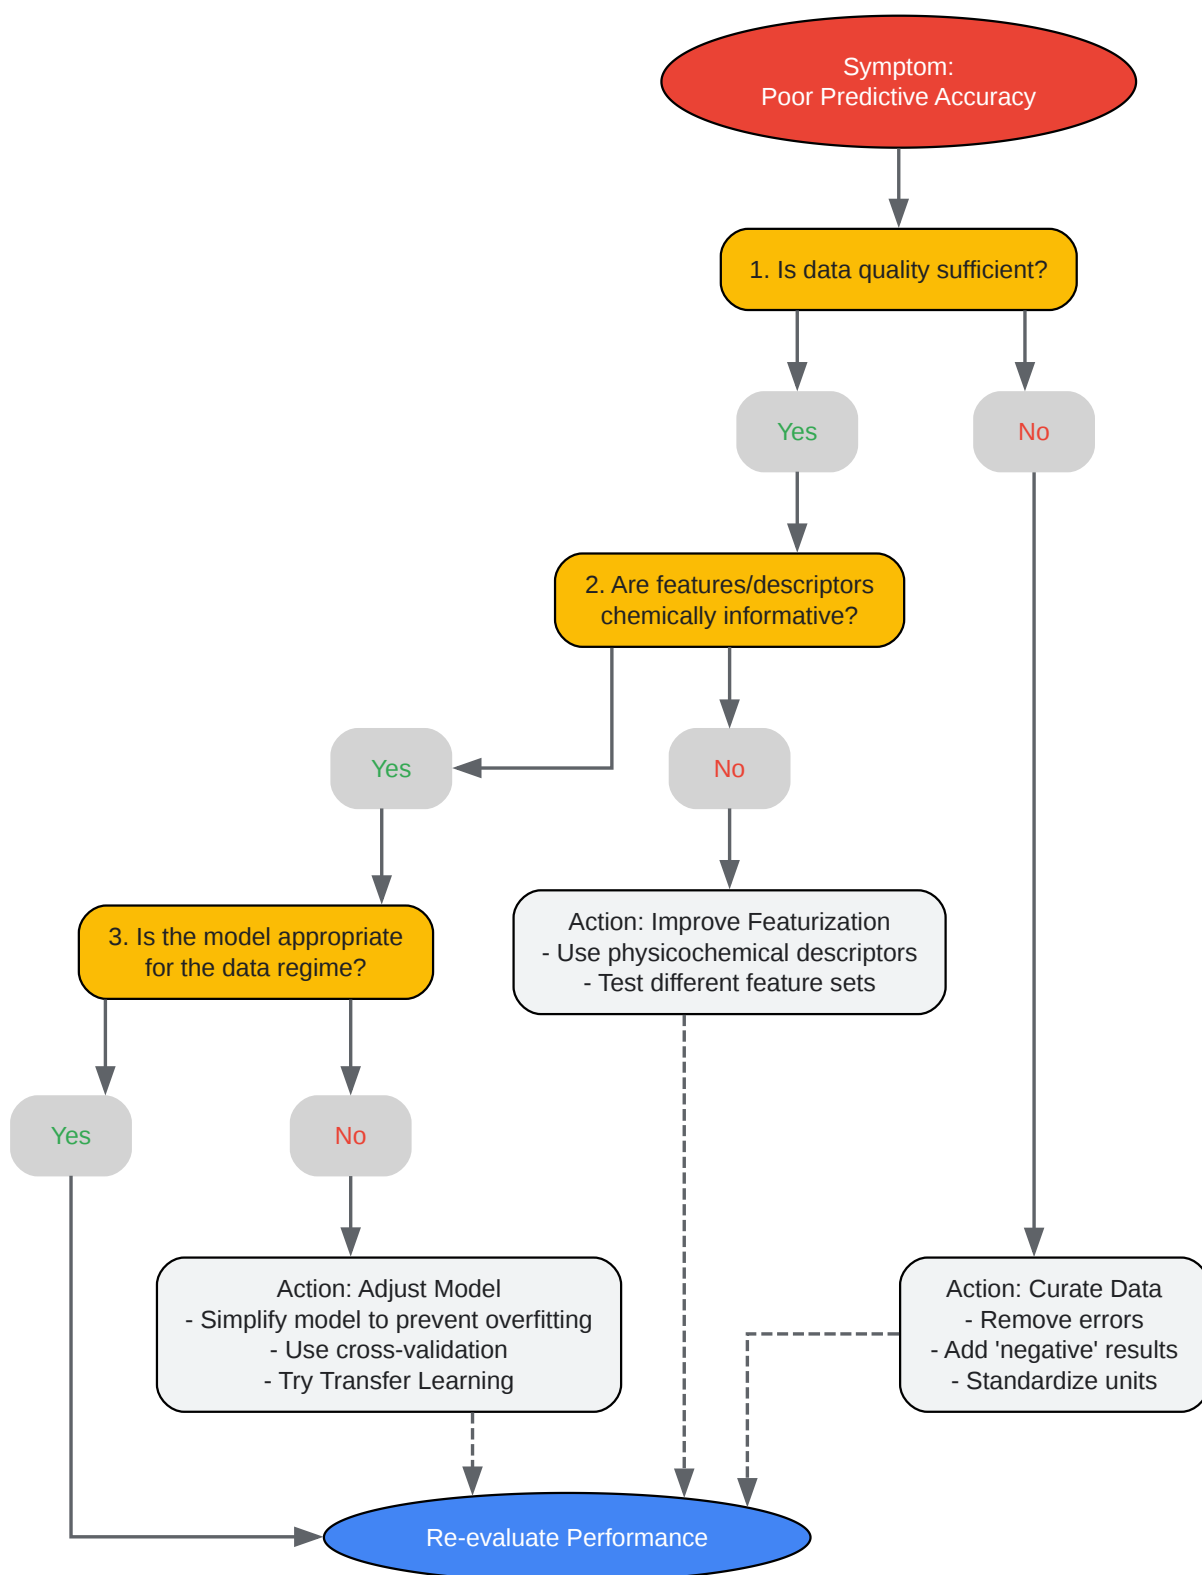 Symptom:
Poor Predictive Accuracy
1. Is data quality sufficient?
Yes
No
2. Are features/descriptors
chemically informative?
Yes
No
3. Is the model appropriate
for the data regime?
Action: Improve Featurization
- Use physicochemical descriptors
- Test different feature sets
Yes
No
Action: Adjust Model
- Simplify model to prevent overfitting
- Use cross-validation
- Try Transfer Learning
Action: Curate Data
- Remove errors
- Add 'negative' results
- Standardize units
Re-evaluate Performance